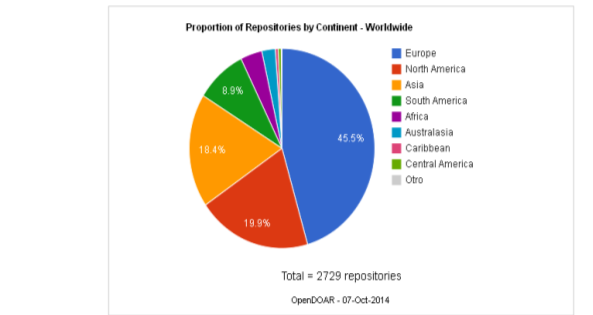 Proportion of Repositories by Continent - Worldwide
Europe
North America
Asia
South America
Africa
Australasia
Caribbean
Central America
Otro
45.5%
19.9%
18.4%
8.9%
Total = 2729 repositories
OpenDOAR - 07-Oct-2014